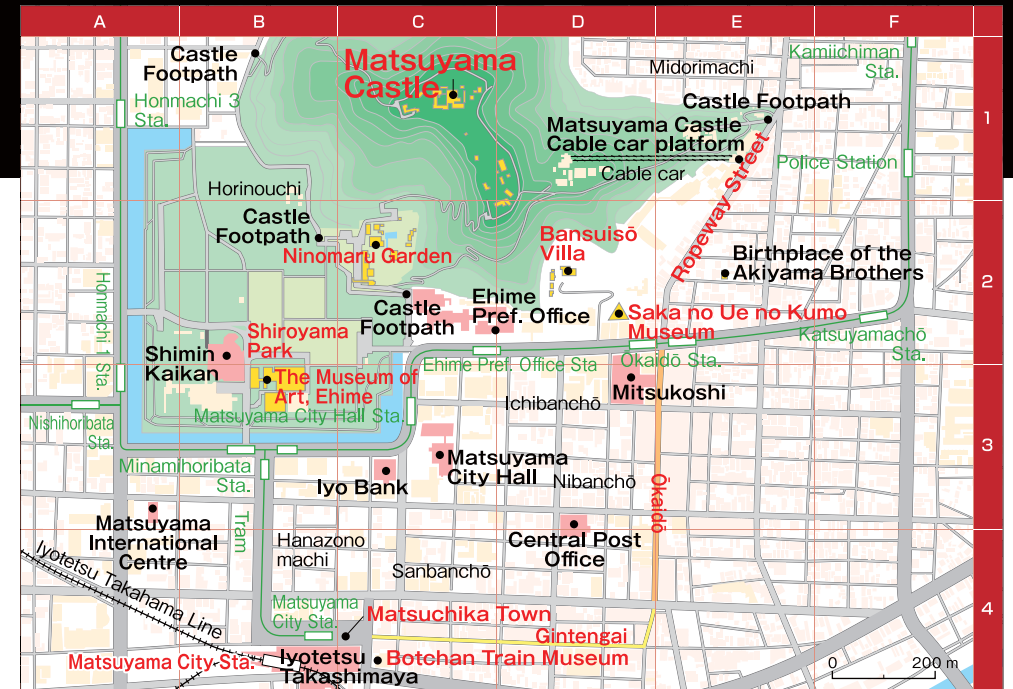 A
B
C
D
E
F
1
2
3
4
Castle
Footpath
Matsuyama
Castle
Midorimachi
Kamiichiman
Sta.
Honmachi 3
Sta.
Castle Footpath
Matsuyama Castle
Cable car platform
Cable car
Police Station
Ropeway Street
Horinouchi
Castle
Footpath
Ninomaru Garden
Bansuisō
Villa
Birthplace of the
Akiyama Brothers
Castle
Footpath
Ehime
Pref. Office
Saka no Ue no Kumo
Museum
Katsuyamachō
Sta.
Honmachi 1 Sta.
Shiroyama
Park
Shimin
Kaikan
Ehime Pref. Office Sta
Ōkaidō Sta.
Mitsukoshi
The Museum of
Art, Ehime
Matsuyama City Hall Sta.
Ichibanchō
Nishihoribata
Sta.
Minamihoribata
Sta.
Iyo Bank
Matsuyama
City Hall
Nibanchō
Ōkaidō
Matsuyama
International
Centre
Tram
Hanazono
machi
Central Post
Office
Sanbanchō
Iyotetsu Takahama Line
Matsuyama
City Sta.
Matsuchika Town
Gintengai
Matsuyama City Sta.
Iyotetsu
Takashimaya
Botchan Train Museum
0
200 m